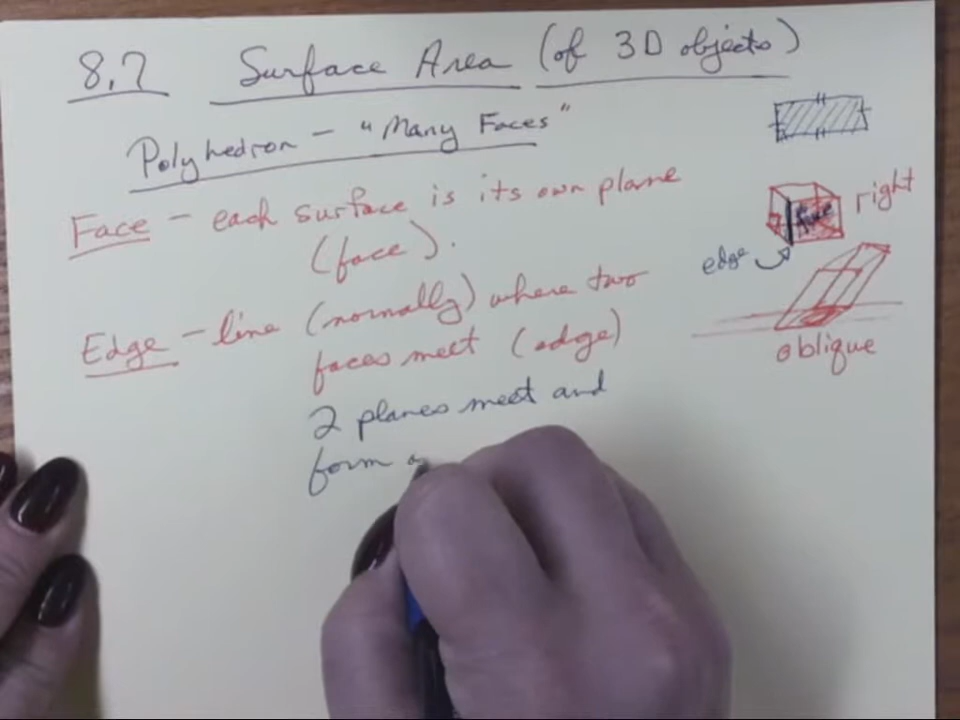 8.7 Surface Area (of 3D objects)
Polyhedron - "Many Faces"
Face - each surface is its own plane
(face).
right
face
edge
Edge - line (normally) where two
faces meet (edge)
oblique
2 planes meet and
form a